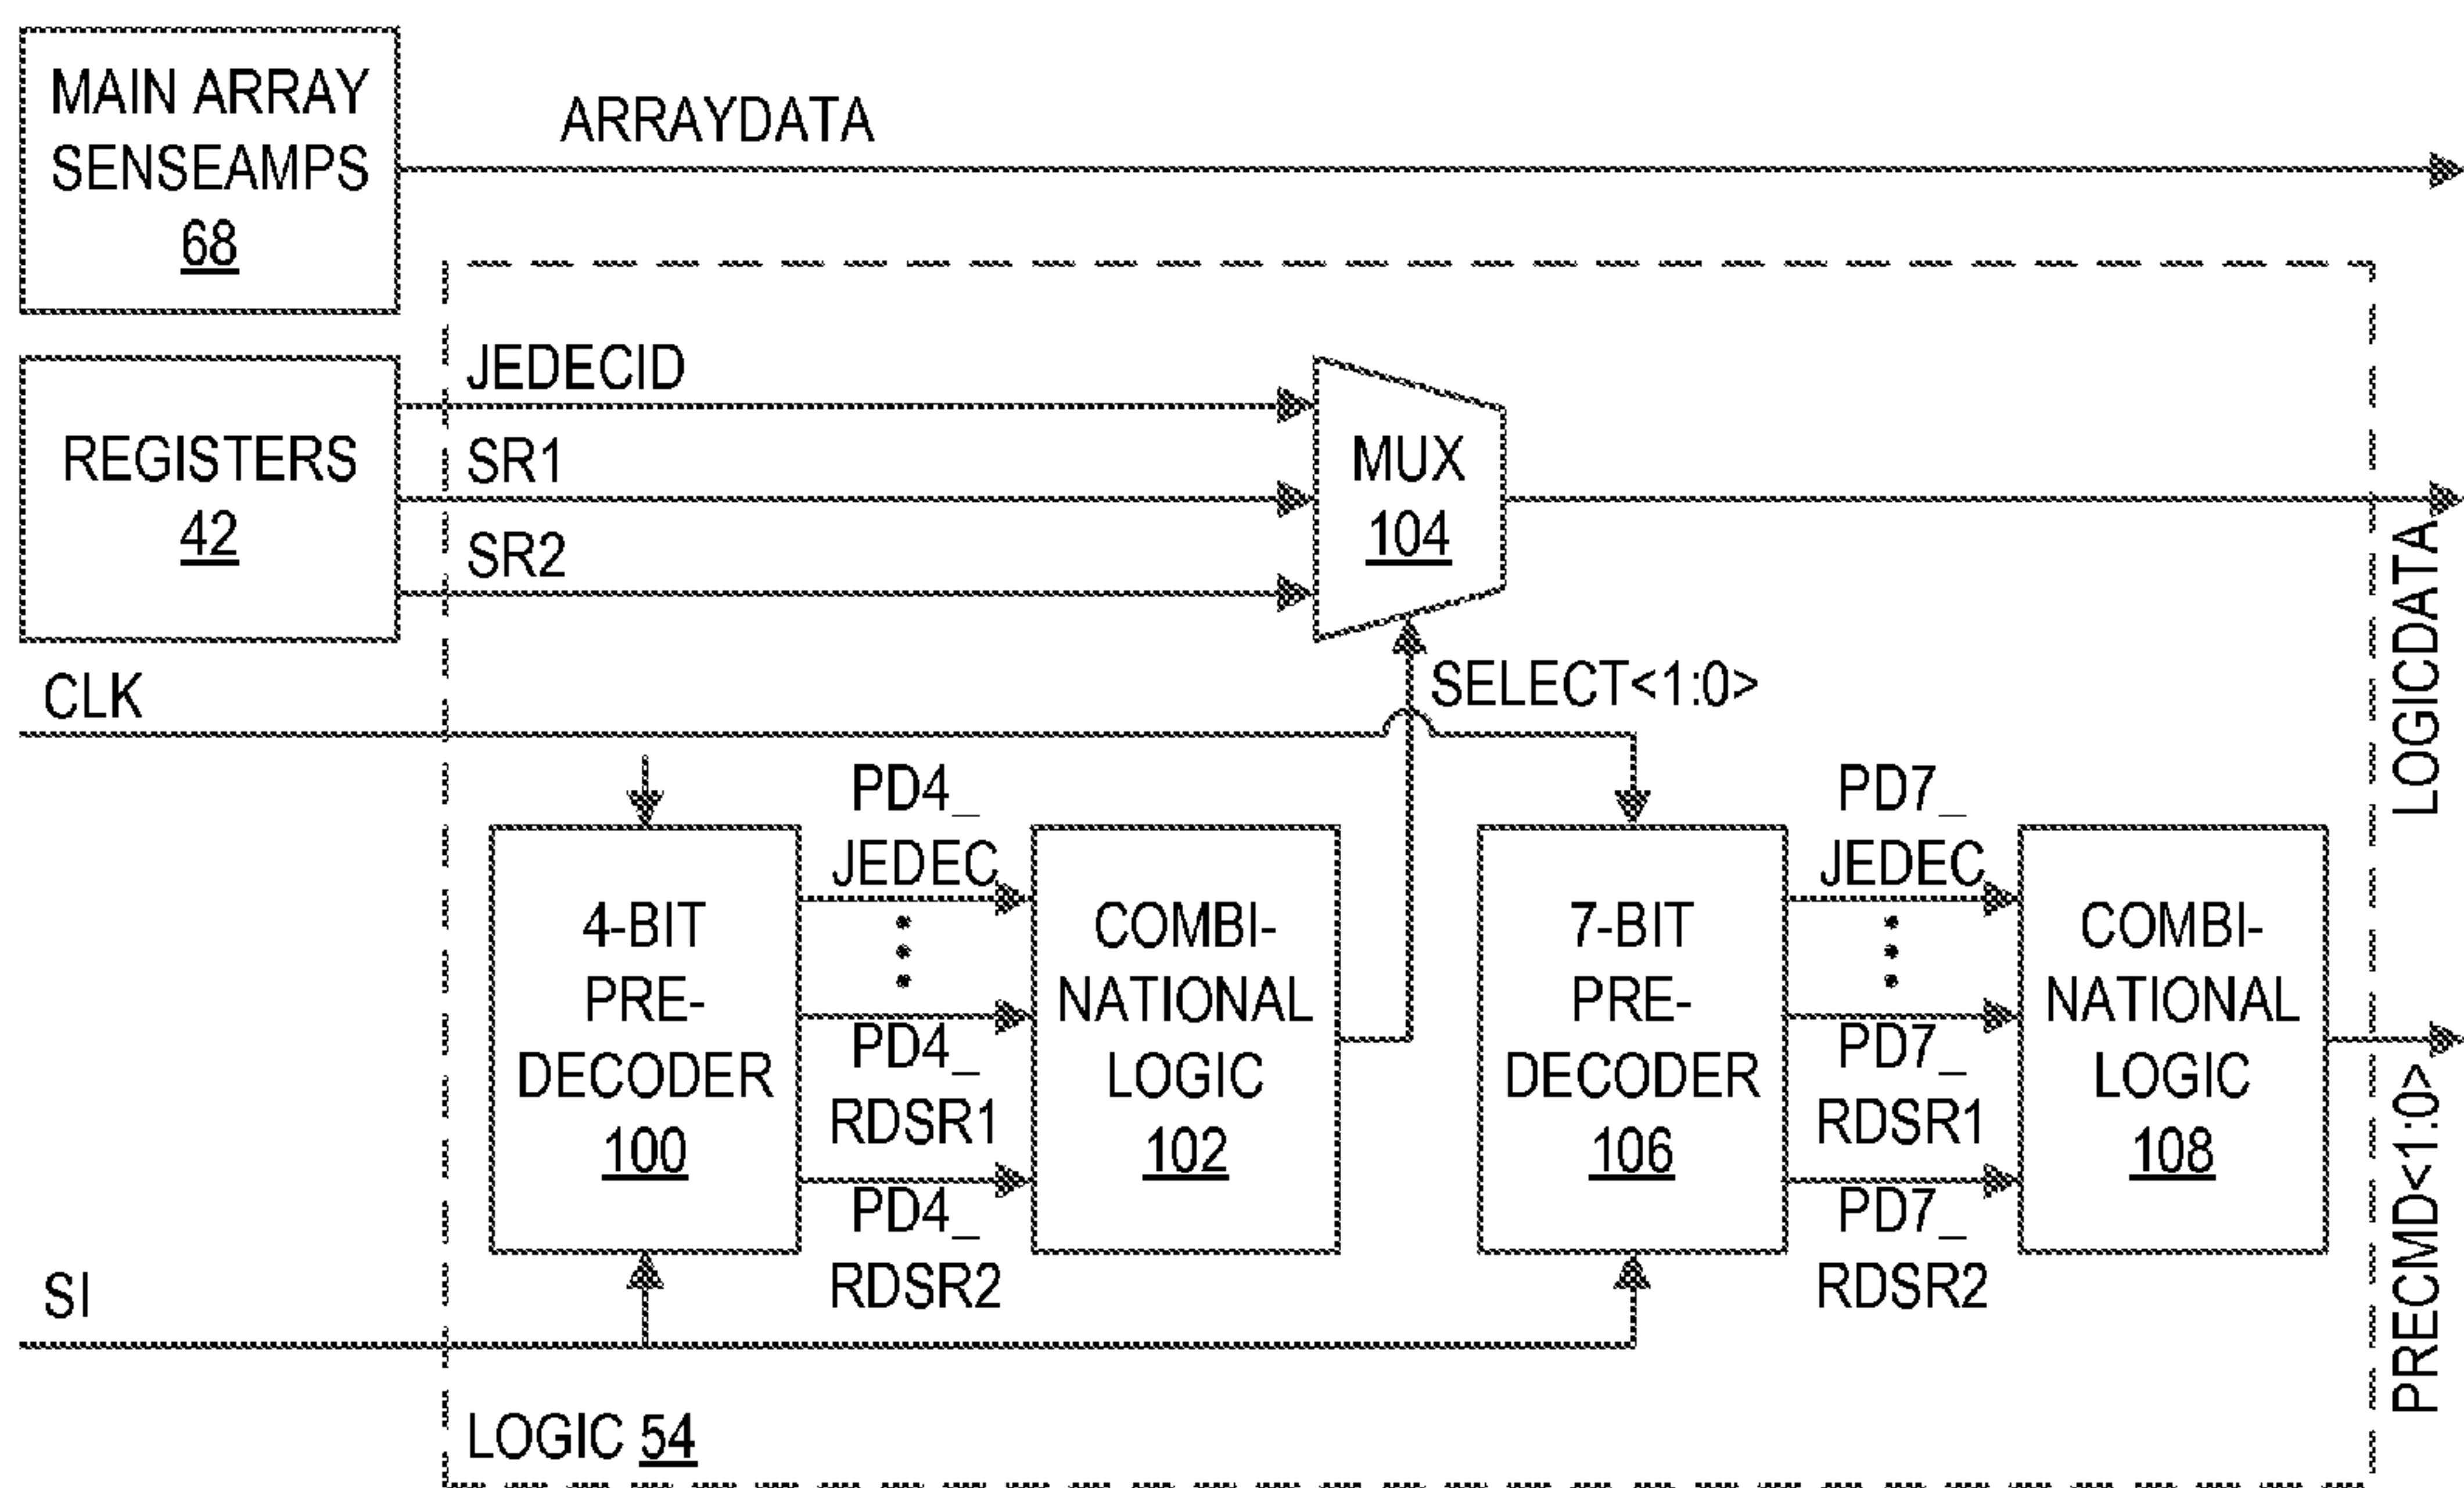 MAIN ARRAY
SENSEAMPS
68
ARRAYDATA
REGISTERS
42
JEDECID
SR1
SR2
MUX
104
LOGICDATA
CLK
SELECT<1:0>
4-BIT
PRE-
DECODER
100
PD4_
JEDEC
PD4_
RDSR1
PD4_
RDSR2
COMBI-
NATIONAL
LOGIC
102
7-BIT
PRE-
DECODER
106
PD7_
JEDEC
PD7_
RDSR1
PD7_
RDSR2
COMBI-
NATIONAL
LOGIC
108
PRECMD<1:0>
SI
LOGIC 54